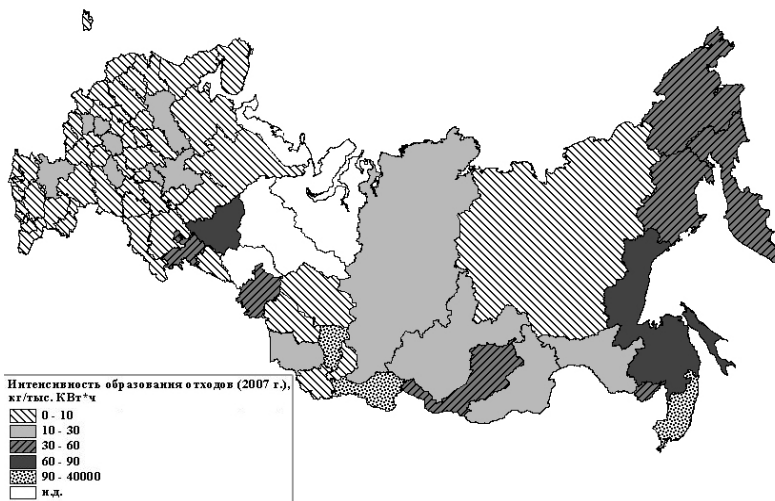 Интенсивность образования отходов (2007 г.),
кг/тыс. КВт*ч
0 - 10
10 - 30
30 - 60
60 - 90
90 - 40000
н.д.